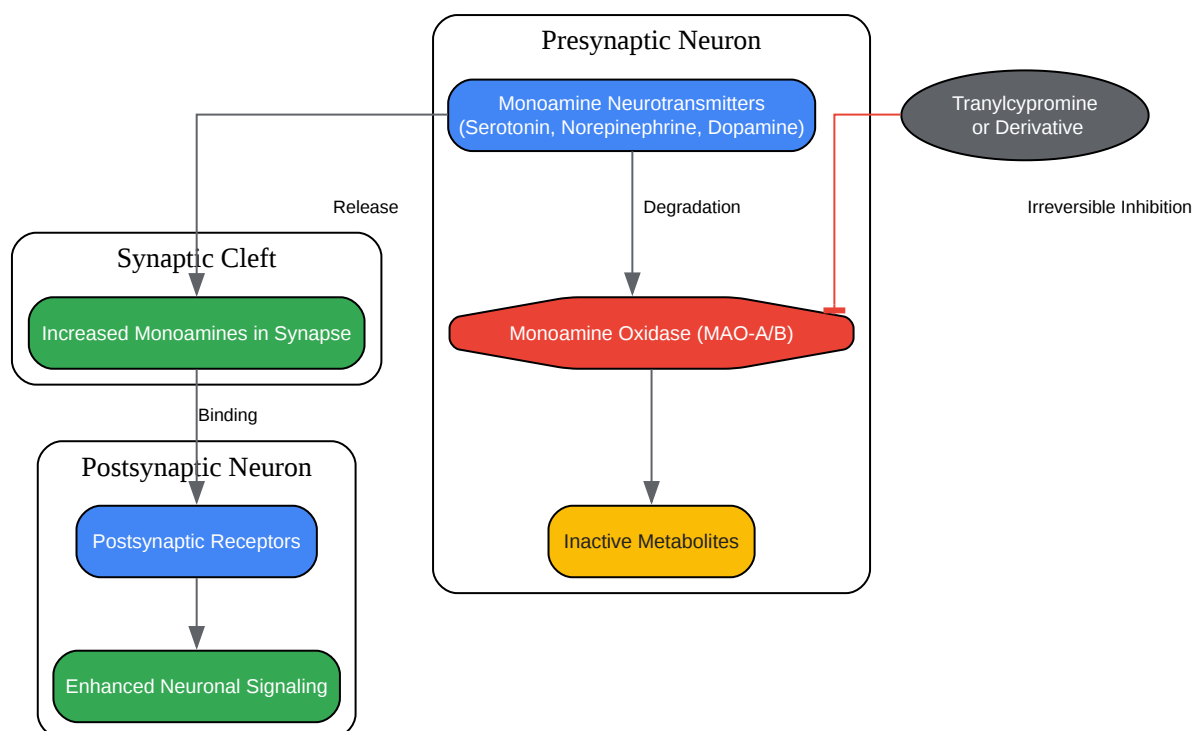 Presynaptic Neuron
Monoamine Neurotransmitters
(Serotonin, Norepinephrine, Dopamine)
Tranylcypromine
or Derivative
Release
Degradation
Irreversible Inhibition
Synaptic Cleft
Increased Monoamines in Synapse
Monoamine Oxidase (MAO-A/B)
Binding
Postsynaptic Neuron
Postsynaptic Receptors
Inactive Metabolites
Enhanced Neuronal Signaling